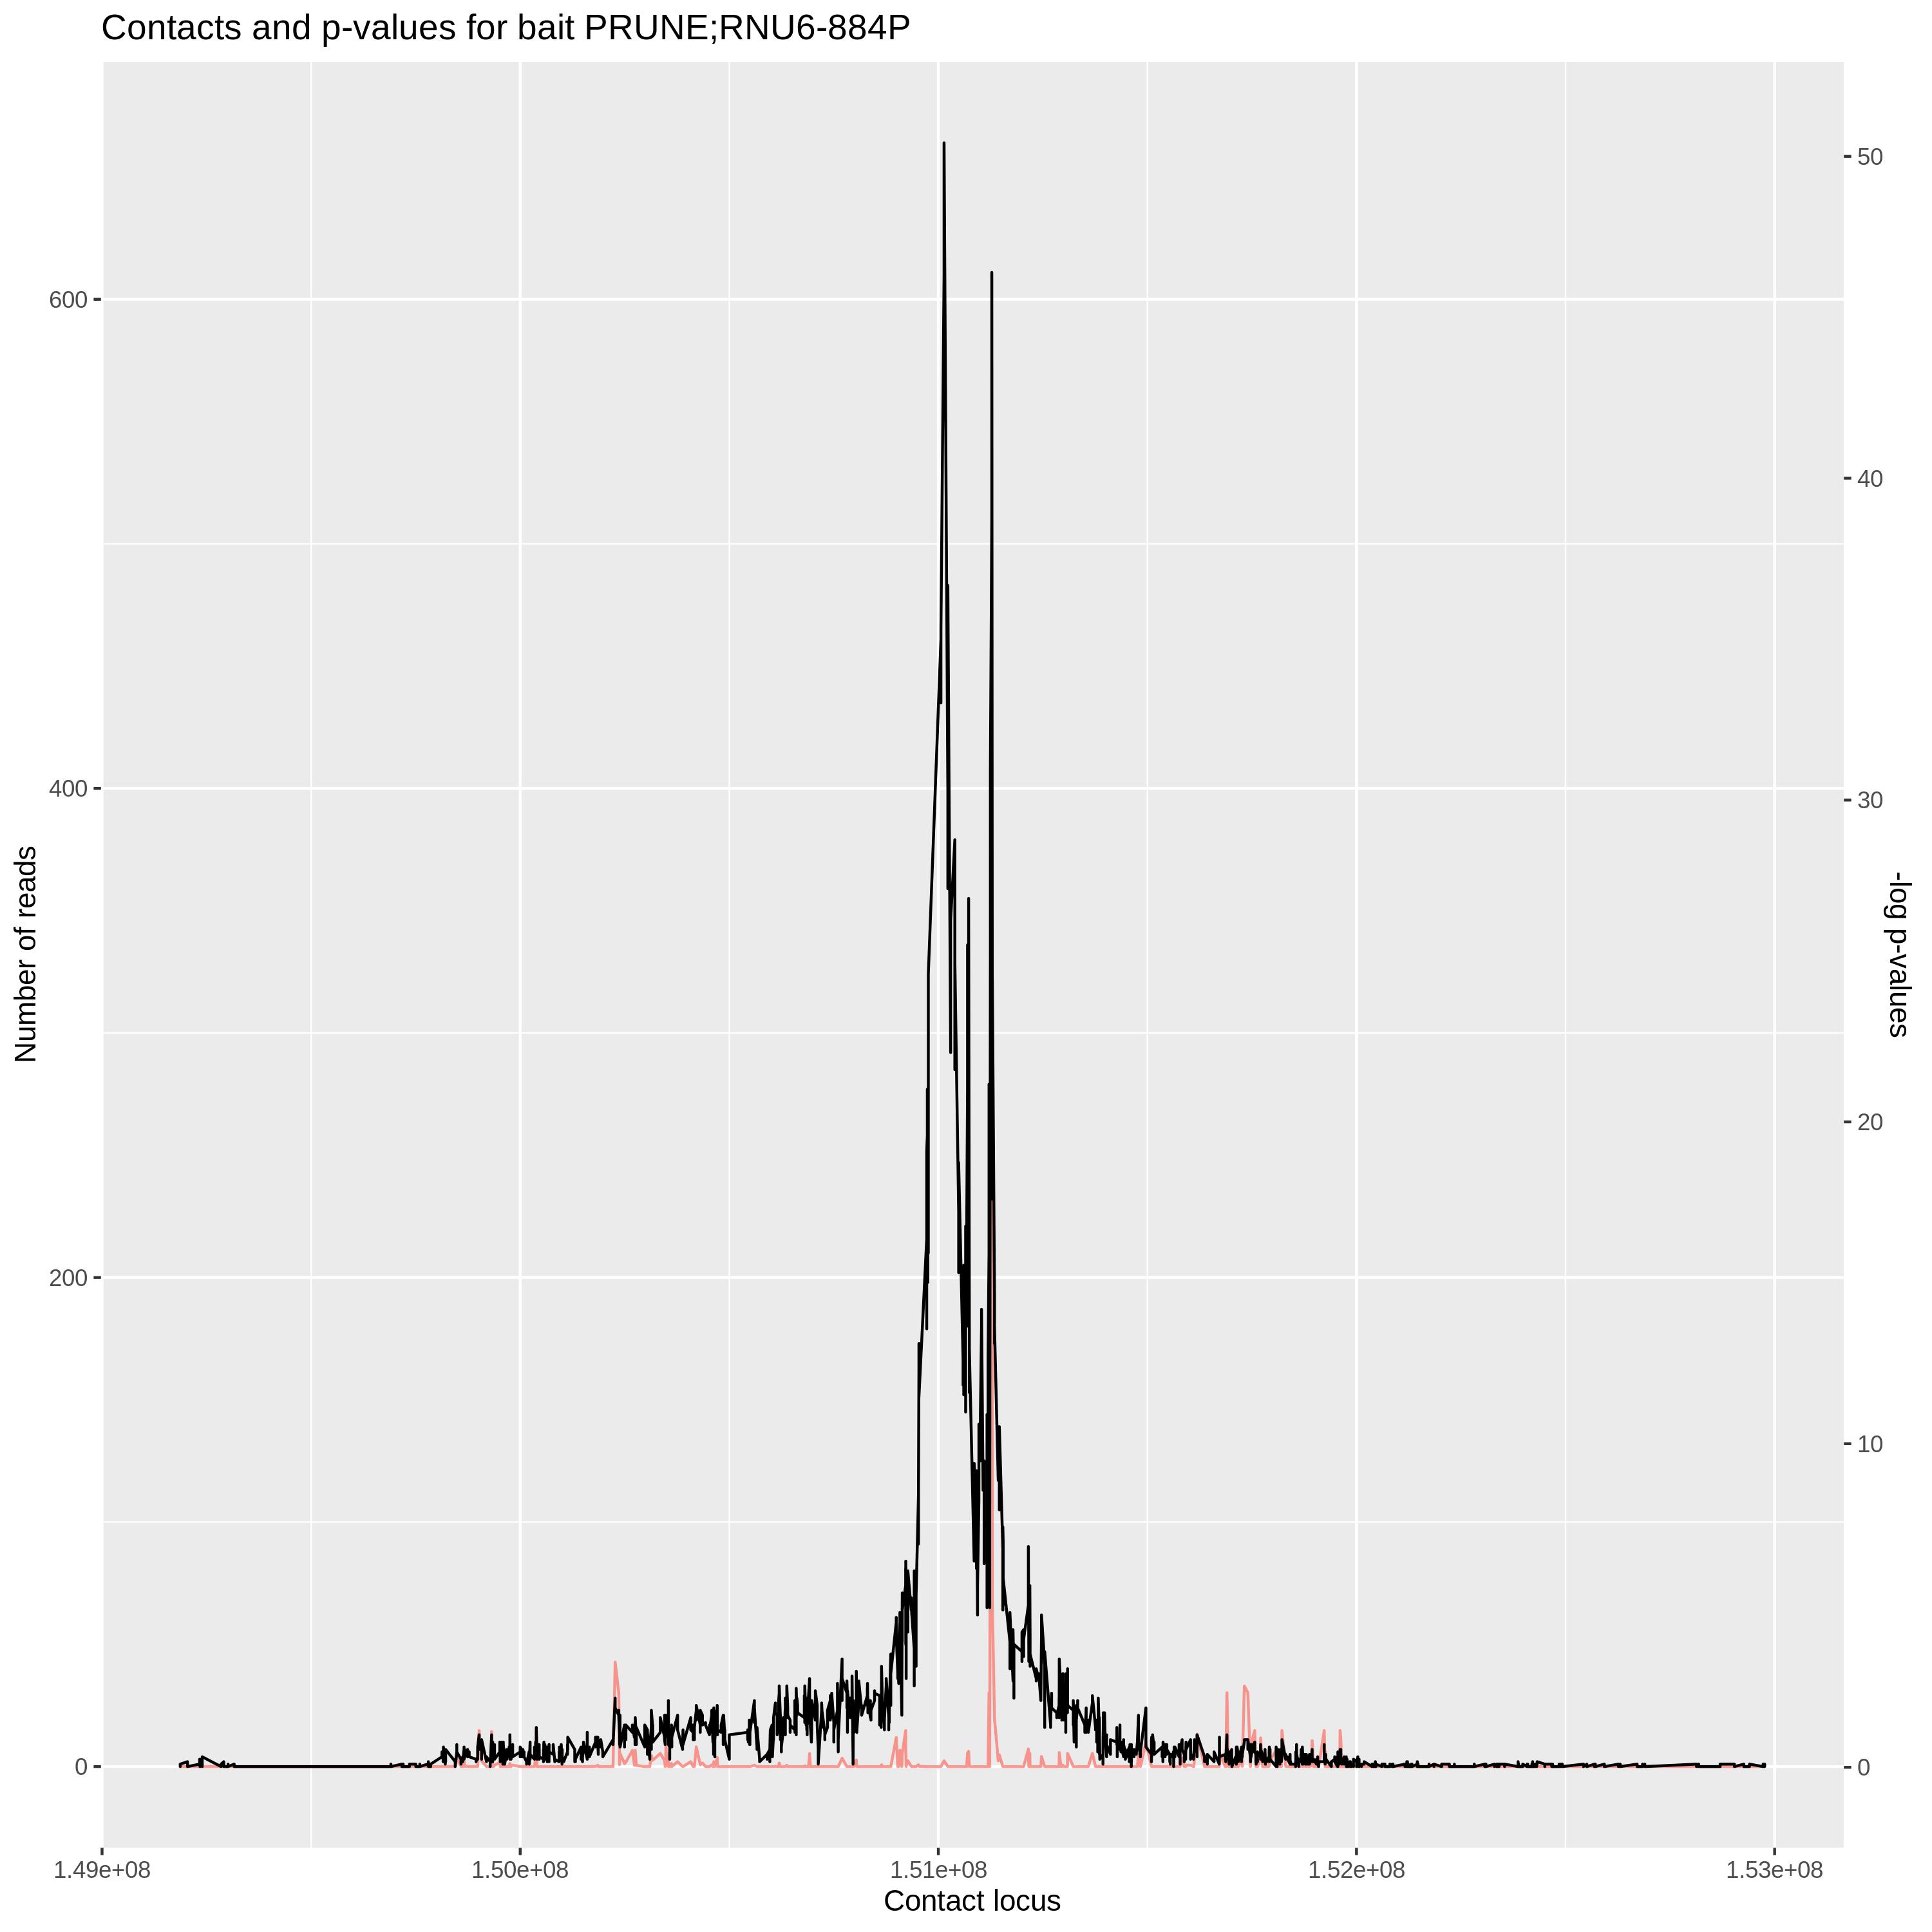 Contacts and p-values for bait PRUNE;RNU6-884P
600
400
200
0
Number of reads
50
40
30
20
10
0
-log p-values
1.49e+08 1.50e+08 1.51e+08 1.52e+08 1.53e+08
Contact locus